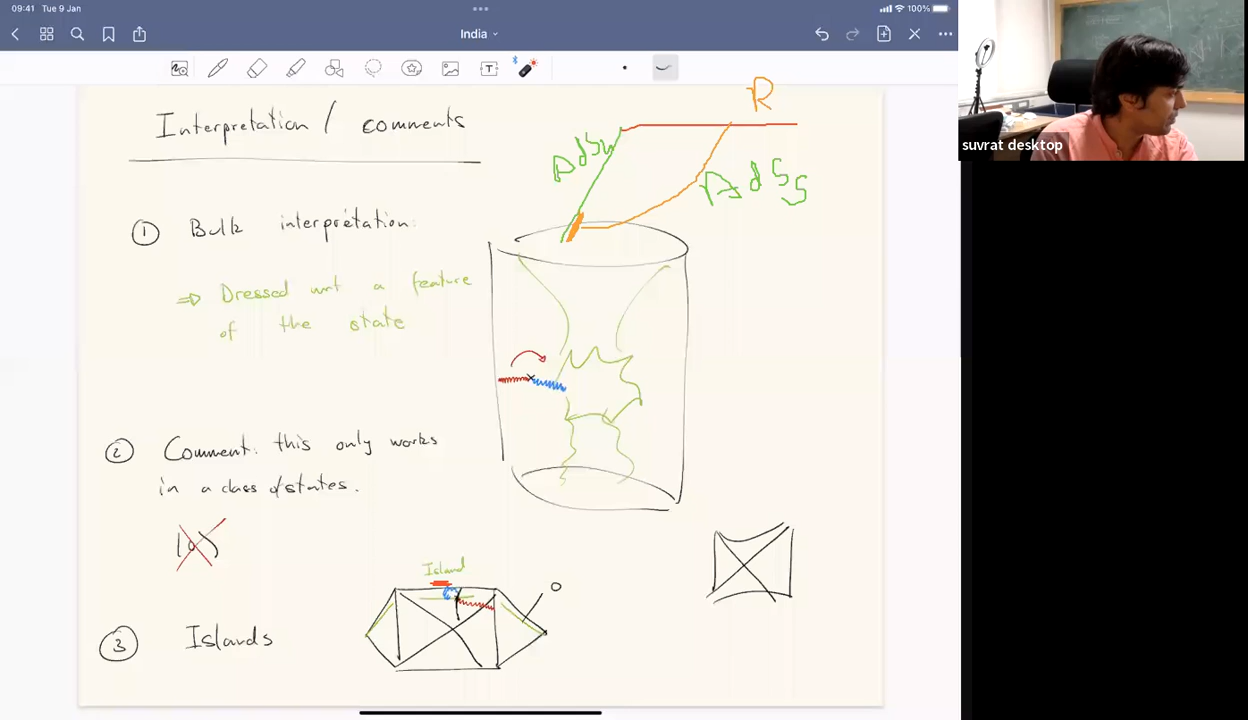 09:41 Tue 9 Jan
100%
India
suvrat desktop
Interpretation / comments
R
AdS4
AdS5
① Bulk interpretation:
⇒ Dressed wrt a feature
of the state
② Comment: this only works
in a class of states.
|0⟩
Island
O
③ Islands